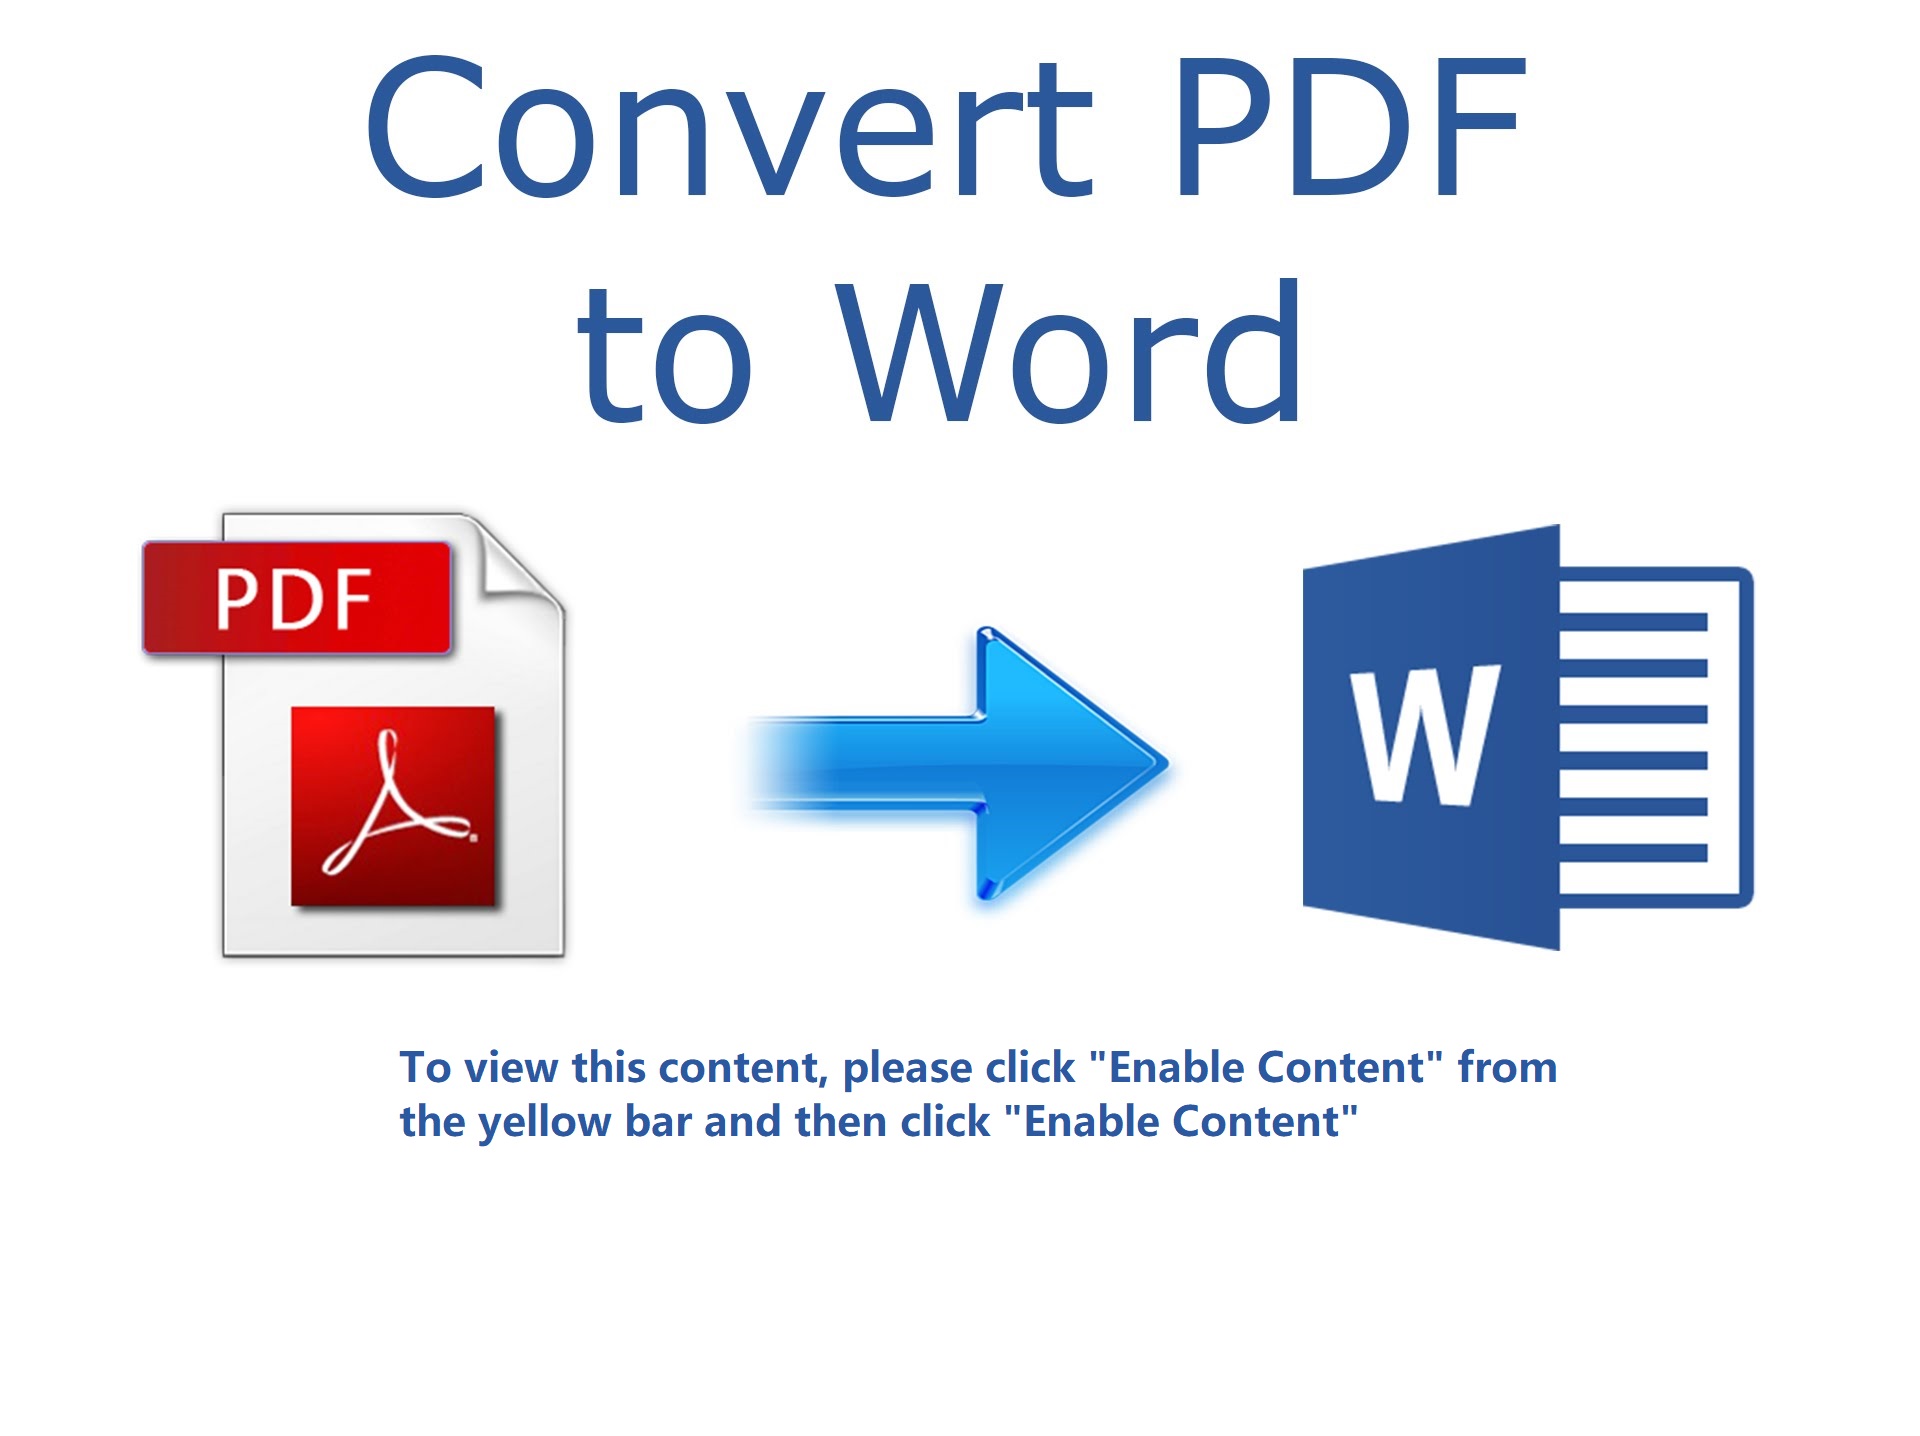 Convert PDF
to Word
PDF
W
To view this content, please click "Enable Content" from
the yellow bar and then click "Enable Content"